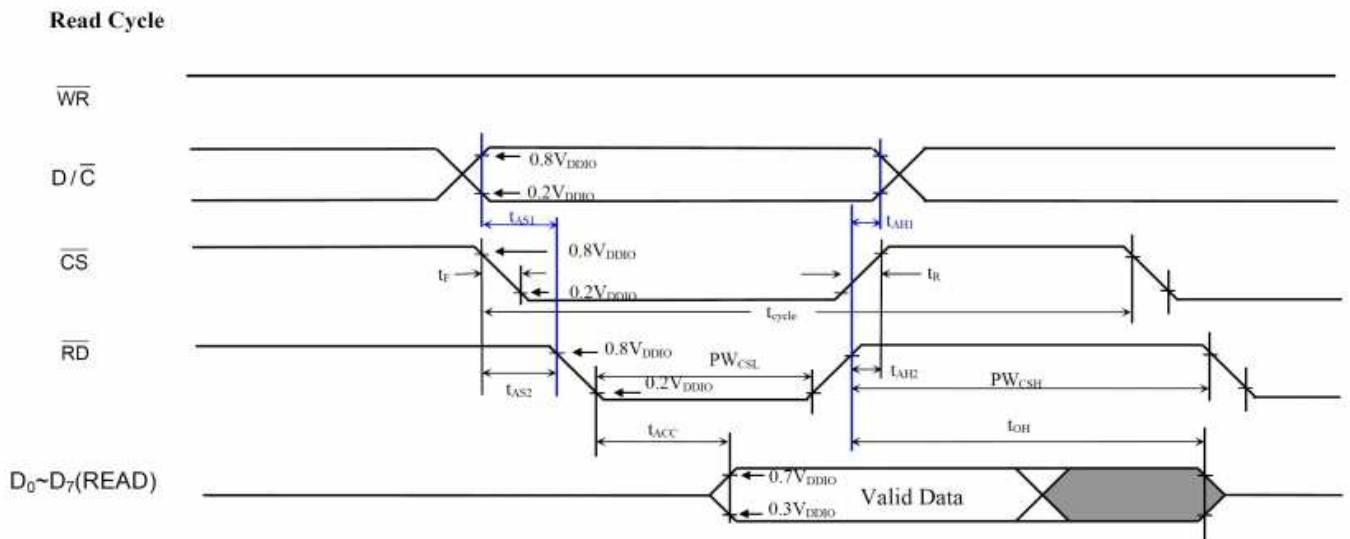 Read Cycle
WR
D/C
0.8VDDIO
0.2VDDIO
tAS1
tAH1
CS
0.8VDDIO
tF
tR
0.2VDDIO
tcycle
RD
0.8VDDIO
PWCSL
0.2VDDIO
tAS2
tAH2
PWCSH
tACC
tOH
D0~D7(READ)
0.7VDDIO
Valid Data
0.3VDDIO